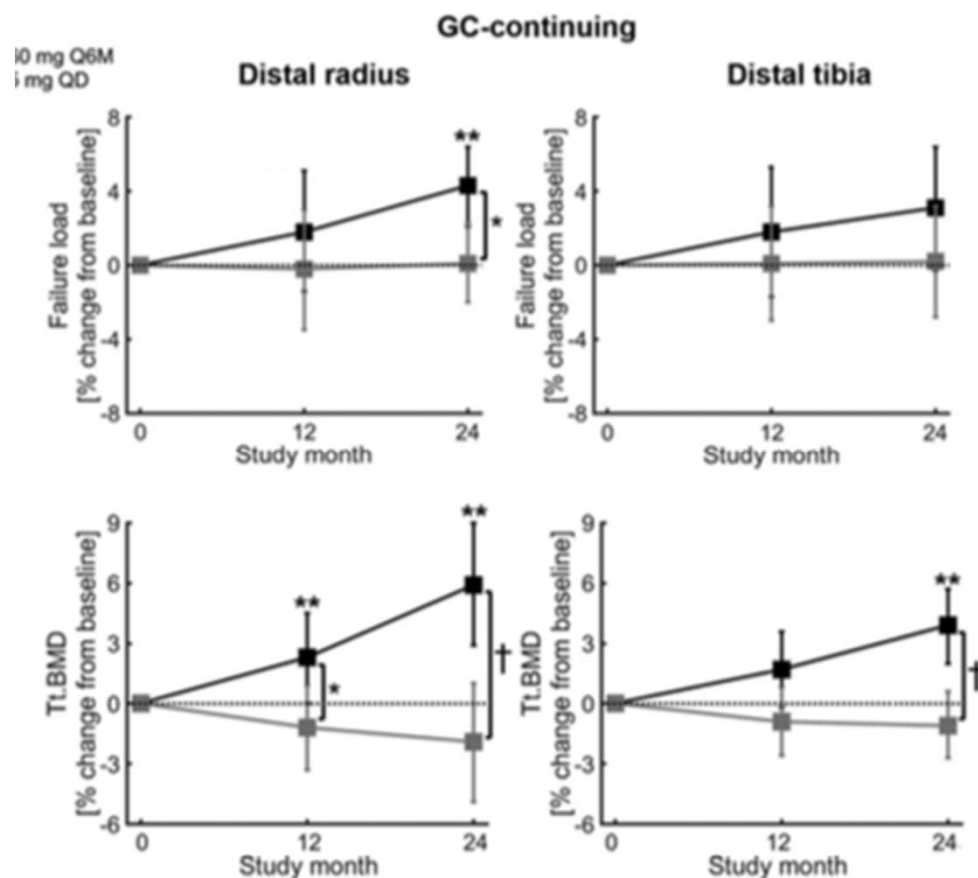 GC-continuing
0 mg Q6M
mg QD
Distal radius
Distal tibia
8
4
0
-4
-8
Failure load
[% change from baseline]
**
*
0
12
24
Study month
8
4
0
-4
-8
Failure load
[% change from baseline]
0
12
24
Study month
9
6
3
0
-3
-6
Tt.BMD
[% change from baseline]
**
**
*
†
0
12
24
Study month
9
6
3
0
-3
-6
Tt.BMD
[% change from baseline]
**
†
0
12
24
Study month